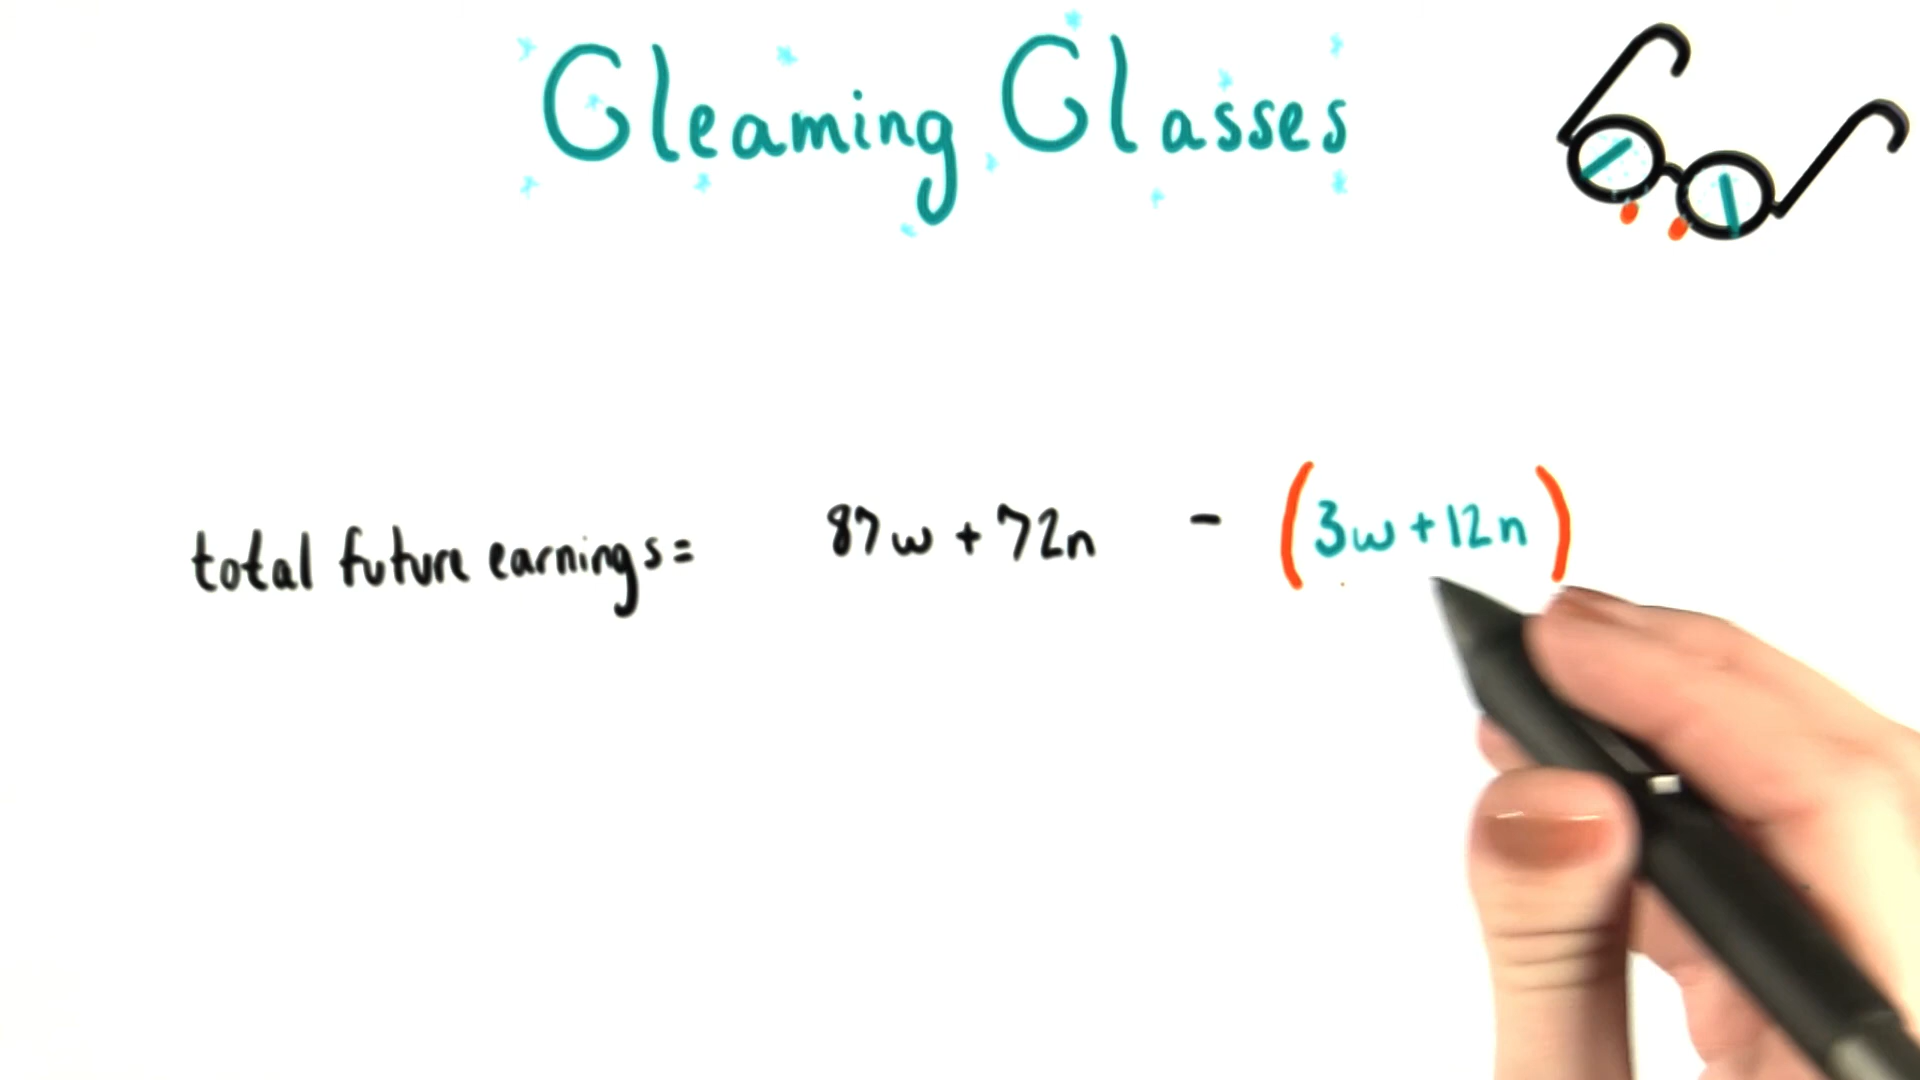 Gleaming Glasses
total future earnings = 87w + 72n - (3w + 12n)